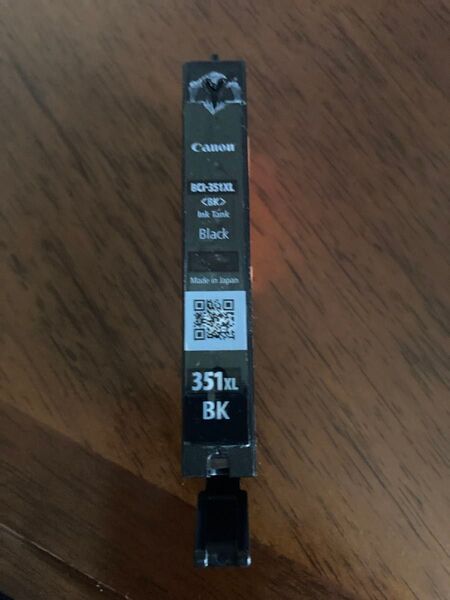 Canon
BCI-351XL
<BK>
Ink Tank
Black
Made in Japan
351XL
BK